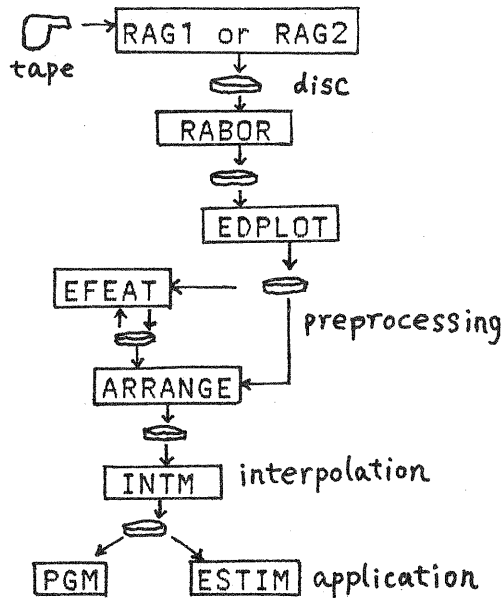 RAG1 or RAG2
tape
disc
RABOR
EDPLOT
EFEAT
preprocessing
ARRANGE
INTM
interpolation
PGM
ESTIM
application